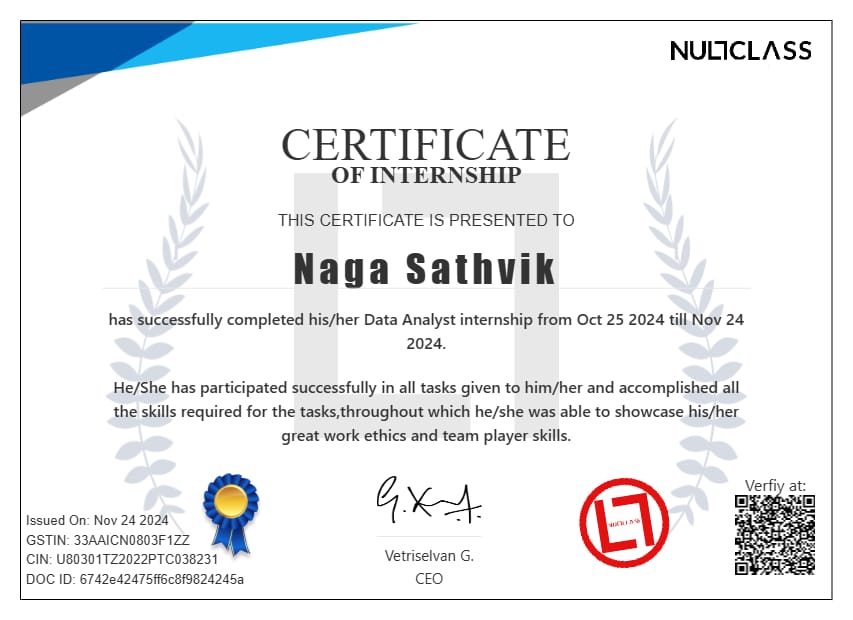 NULLCLASS
CERTIFICATE
OF INTERNSHIP
THIS CERTIFICATE IS PRESENTED TO
Naga Sathvik
has successfully completed his/her Data Analyst internship from Oct 25 2024 till Nov 24
2024.
He/She has participated successfully in all tasks given to him/her and accomplished all
the skills required for the tasks,throughout which he/she was able to showcase his/her
great work ethics and team player skills.
Issued On: Nov 24 2024
GSTIN: 33AAICN0803F1ZZ
CIN: U80301TZ2022PTC038231
DOC ID: 6742e42475ff6c8f9824245a
Vetriselvan G.
CEO
NULLCLASS
Verfiy at: